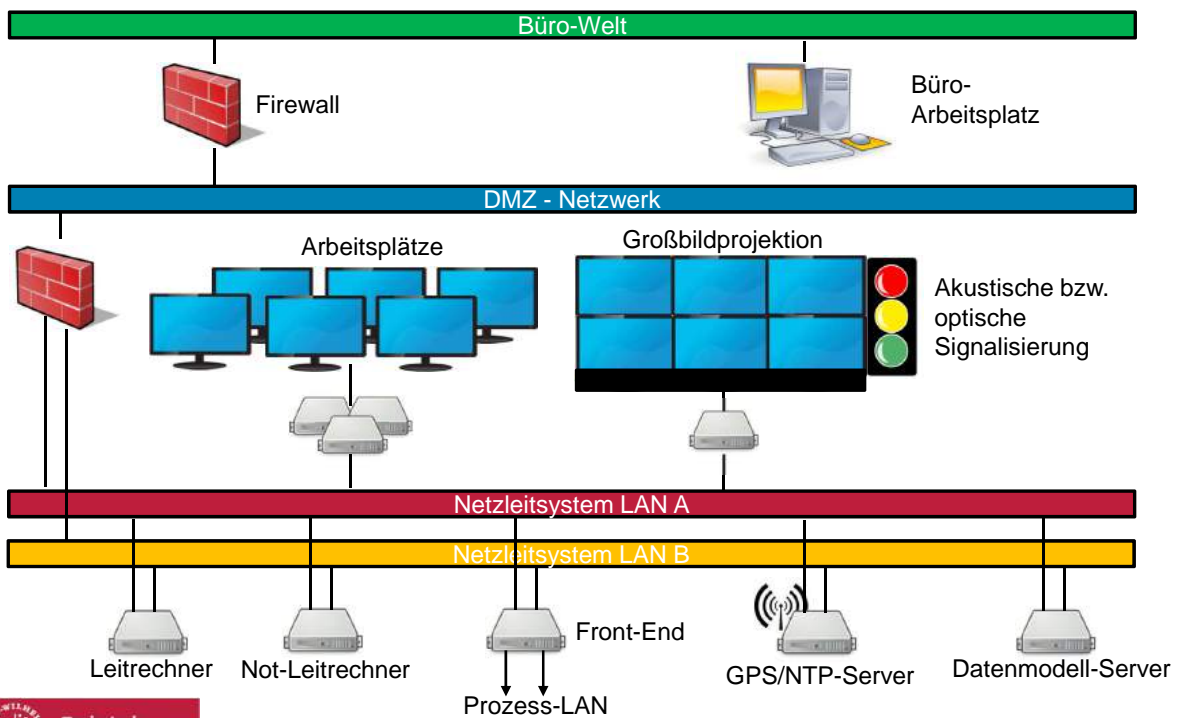 Büro-Welt
Firewall
Büro-
Arbeitsplatz
DMZ - Netzwerk
Arbeitsplätze
Großbildprojektion
Akustische bzw.
optische
Signalisierung
Netzleitsystem LAN A
Netzleitsystem LAN B
Leitrechner
Not-Leitrechner
Front-End
GPS/NTP-Server
Datenmodell-Server
Prozess-LAN